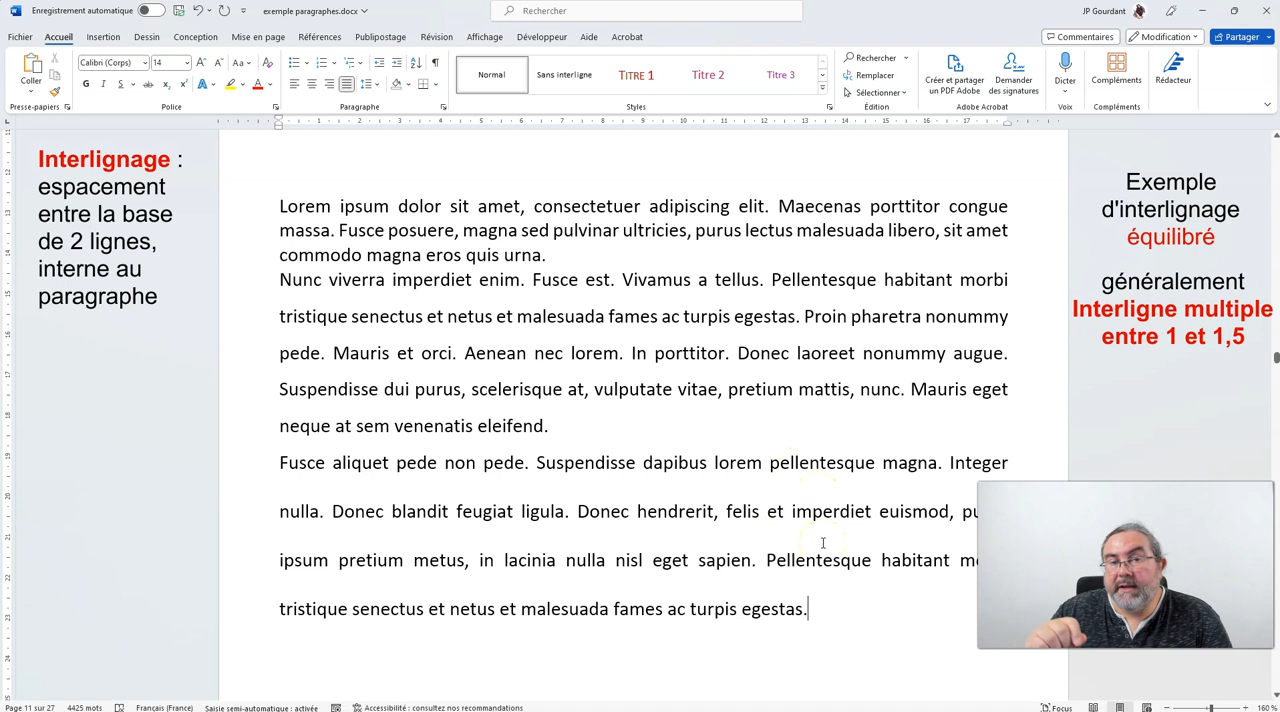 Enregistrement automatique
exemple paragraphes.docx
Rechercher
JP Gourdant
Fichier Accueil Insertion Dessin Conception Mise en page Références Publipostage Révision Affichage Développeur Aide Acrobat
Commentaires Modification Partager
Coller
Presse-papiers
Calibri (Corps) 14
G I S ab x₂ x² A A
Police
Paragraphe
Normal Sans interligne TITRE 1 Titre 2 Titre 3
Styles
Rechercher
Remplacer
Sélectionner
Édition
Créer et partager un PDF Adobe
Demander des signatures
Adobe Acrobat
Dicter
Voix
Compléments
Compléments
Rédacteur
Interlignage :
espacement
entre la base
de 2 lignes,
interne au
paragraphe
Lorem ipsum dolor sit amet, consectetuer adipiscing elit. Maecenas porttitor congue
massa. Fusce posuere, magna sed pulvinar ultricies, purus lectus malesuada libero, sit amet
commodo magna eros quis urna.
Nunc viverra imperdiet enim. Fusce est. Vivamus a tellus. Pellentesque habitant morbi
tristique senectus et netus et malesuada fames ac turpis egestas. Proin pharetra nonummy
pede. Mauris et orci. Aenean nec lorem. In porttitor. Donec laoreet nonummy augue.
Suspendisse dui purus, scelerisque at, vulputate vitae, pretium mattis, nunc. Mauris eget
neque at sem venenatis eleifend.
Fusce aliquet pede non pede. Suspendisse dapibus lorem pellentesque magna. Integer
nulla. Donec blandit feugiat ligula. Donec hendrerit, felis et imperdiet euismod,
ipsum pretium metus, in lacinia nulla nisl eget sapien. Pellentesque habitant
tristique senectus et netus et malesuada fames ac turpis egestas.
Exemple
d'interlignage
équilibré
généralement
Interligne multiple
entre 1 et 1,5
Page 11 sur 27 4425 mots Français (France) Saisie semi-automatique : activée Accessibilité : consultez nos recommandations Focus 160 %